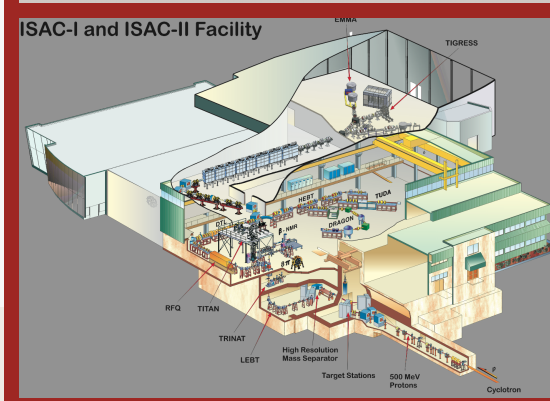 ISAC-I and ISAC-II Facility
EMMA
TIGRESS
DTL
HEBT
TUDA
DRAGON
β-NMR
8π
RFQ
TITAN
TRINAT
LEBT
High Resolution
Mass Separator
Target Stations
500 MeV
Protons
p
Cyclotron